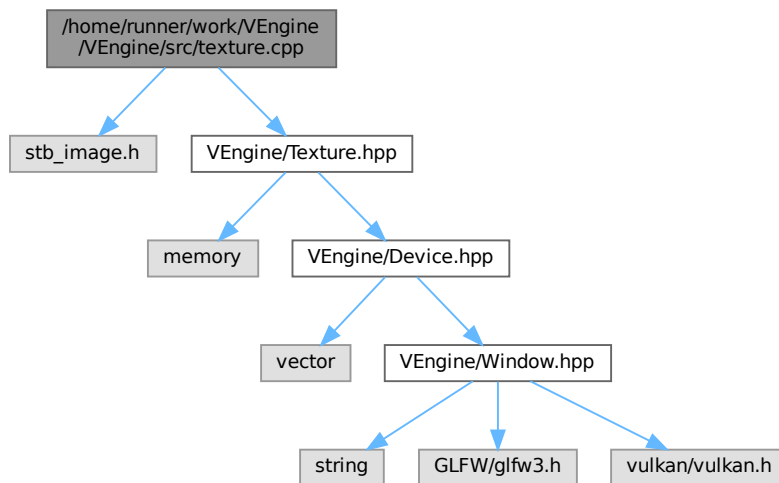 /home/runner/work/VEngine
/VEngine/src/texture.cpp
stb_image.h
VEngine/Texture.hpp
memory
VEngine/Device.hpp
vector
VEngine/Window.hpp
string
GLFW/glfw3.h
vulkan/vulkan.h